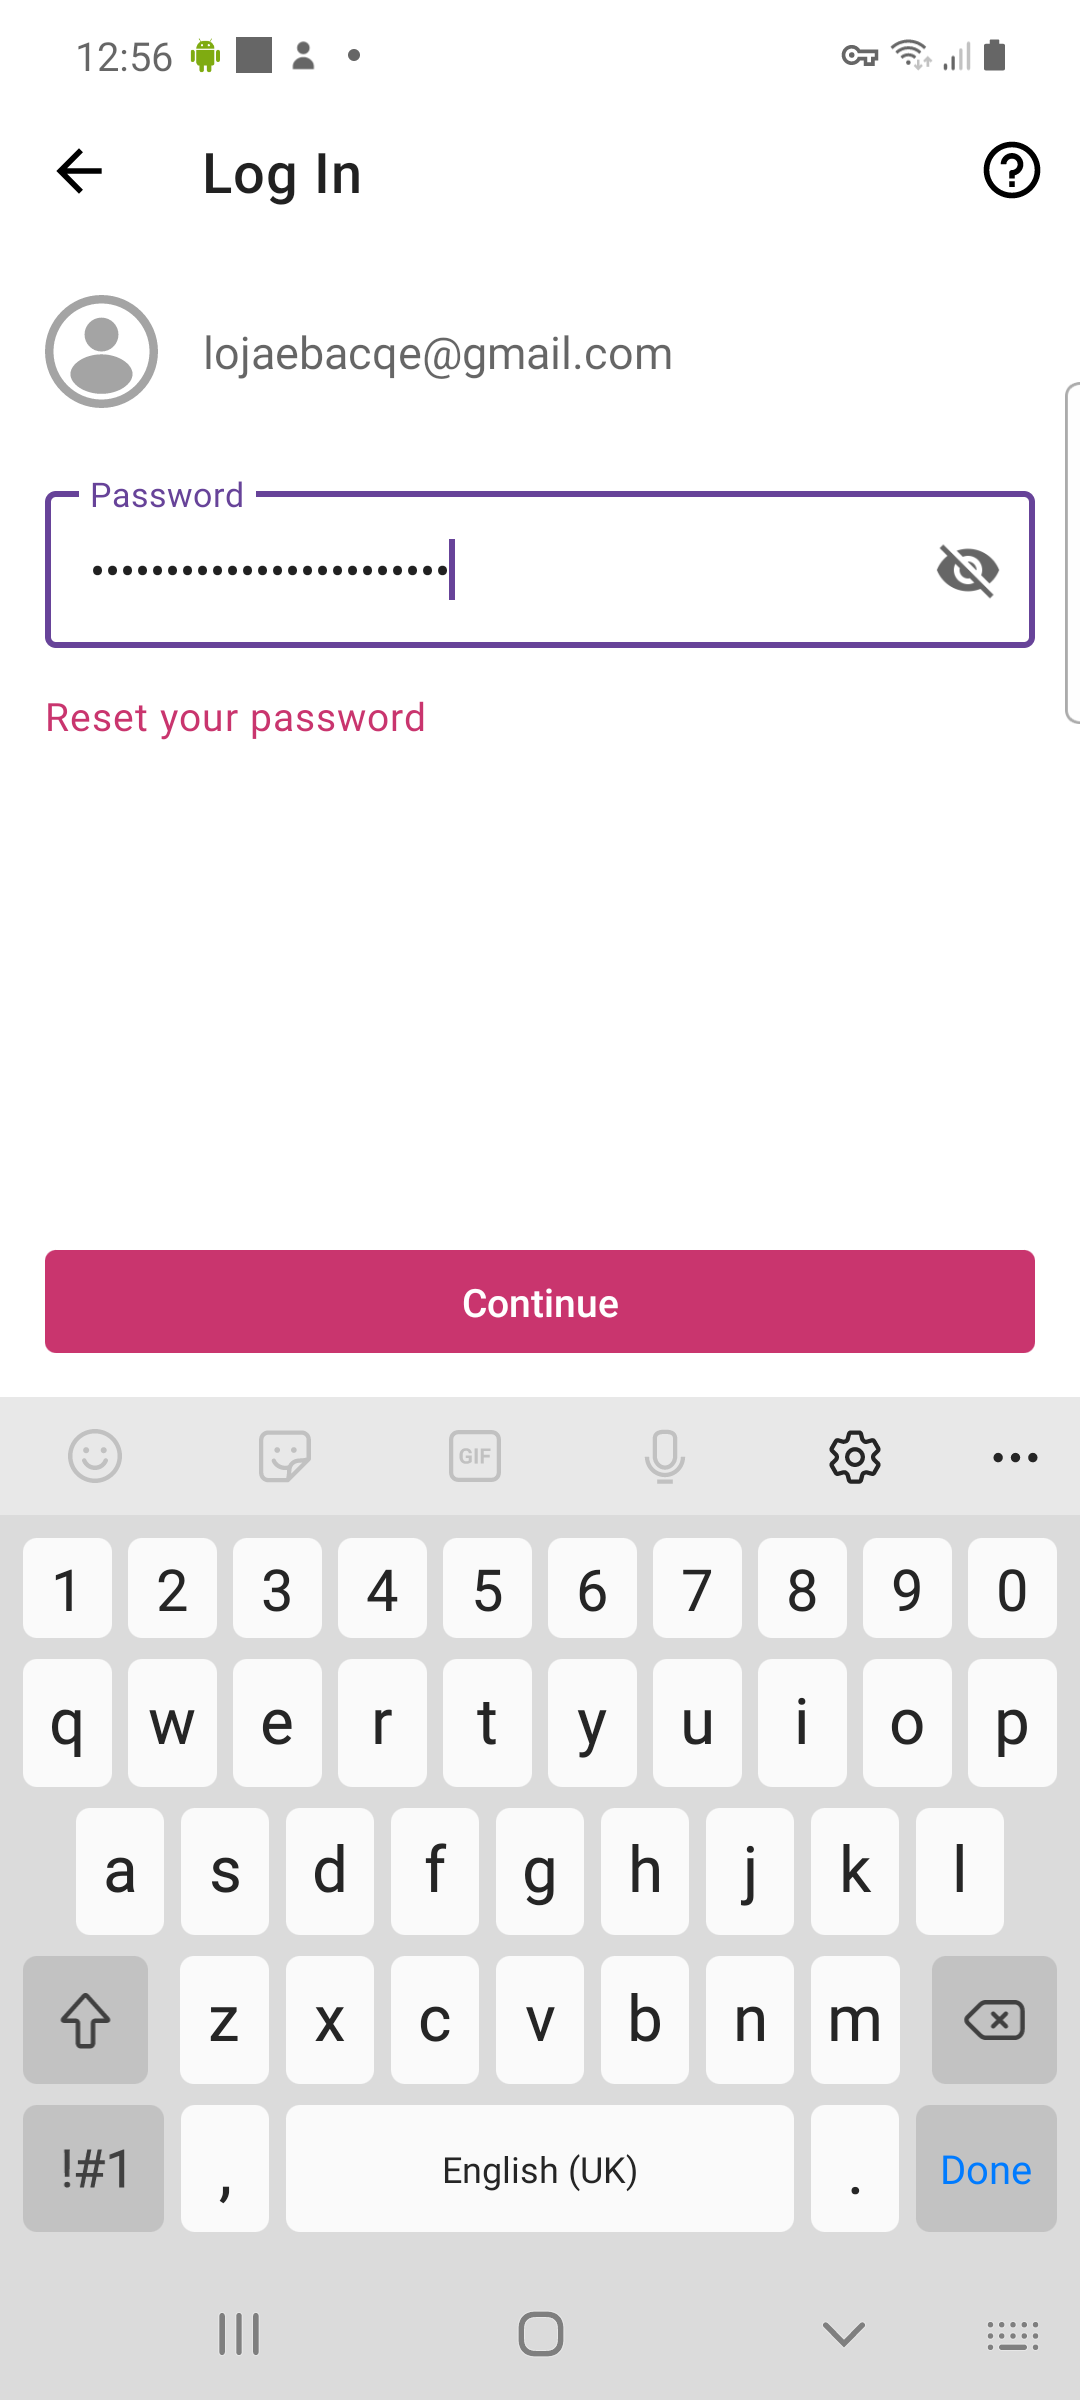 12:56
Log In
lojaebacqe@gmail.com
Password
••••••••••••••••••••••••
Reset your password
Continue
GIF
1 2 3 4 5 6 7 8 9 0
q w e r t y u i o p
a s d f g h j k l
z x c v b n m
!#1 , English (UK) . Done